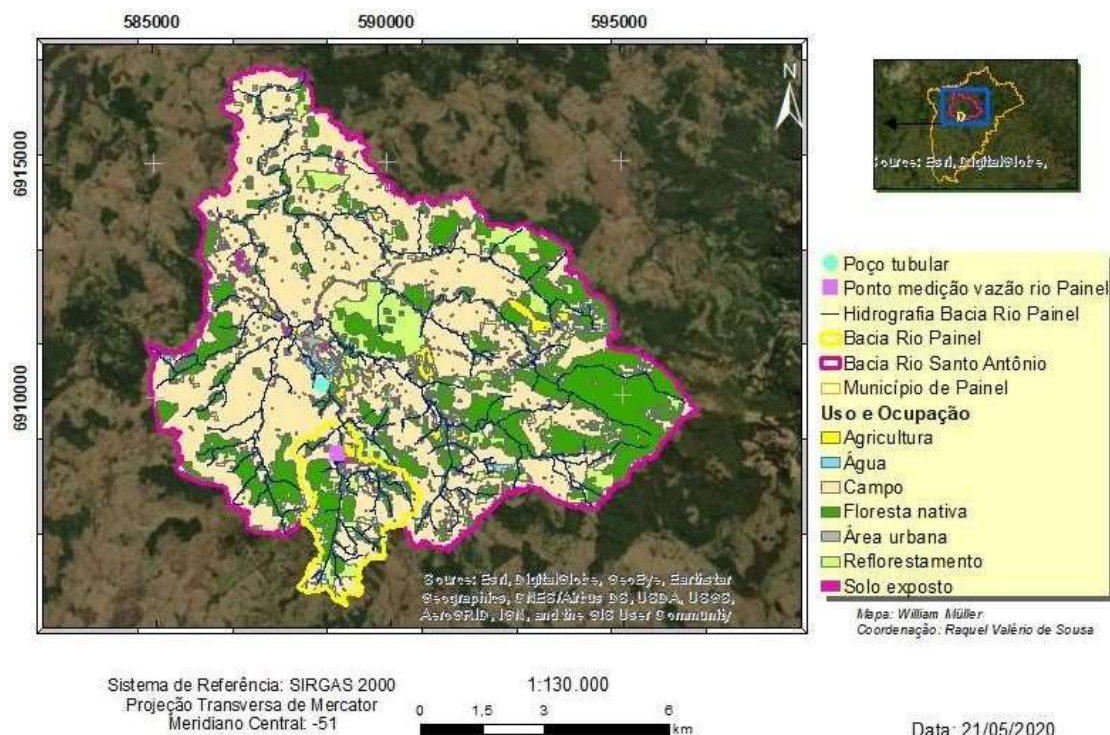 585000 590000 595000
6915000
6910000
N
Source: Esri, DigitalGlobe,
Poço tubular
Ponto medição vazão rio Painel
Hidrografia Bacia Rio Painel
Bacia Rio Painel
Bacia Rio Santo Antônio
Município de Painel
Uso e Ocupação
Agricultura
Água
Campo
Floresta nativa
Área urbana
Reflorestamento
Solo exposto
Source: Esri, DigitalGlobe, GeoEye, Earthstar
Geographics, CNES/Airbus DS, USDA, USGS,
AeroGRID, IGN, and the GIS User Community
Mapa: William Müller
Coordenação: Raquel Valério de Sousa
Sistema de Referência: SIRGAS 2000
Projeção Transversa de Mercator
Meridiano Central: -51
1:130.000
0 1,5 3 6
km
Data: 21/05/2020